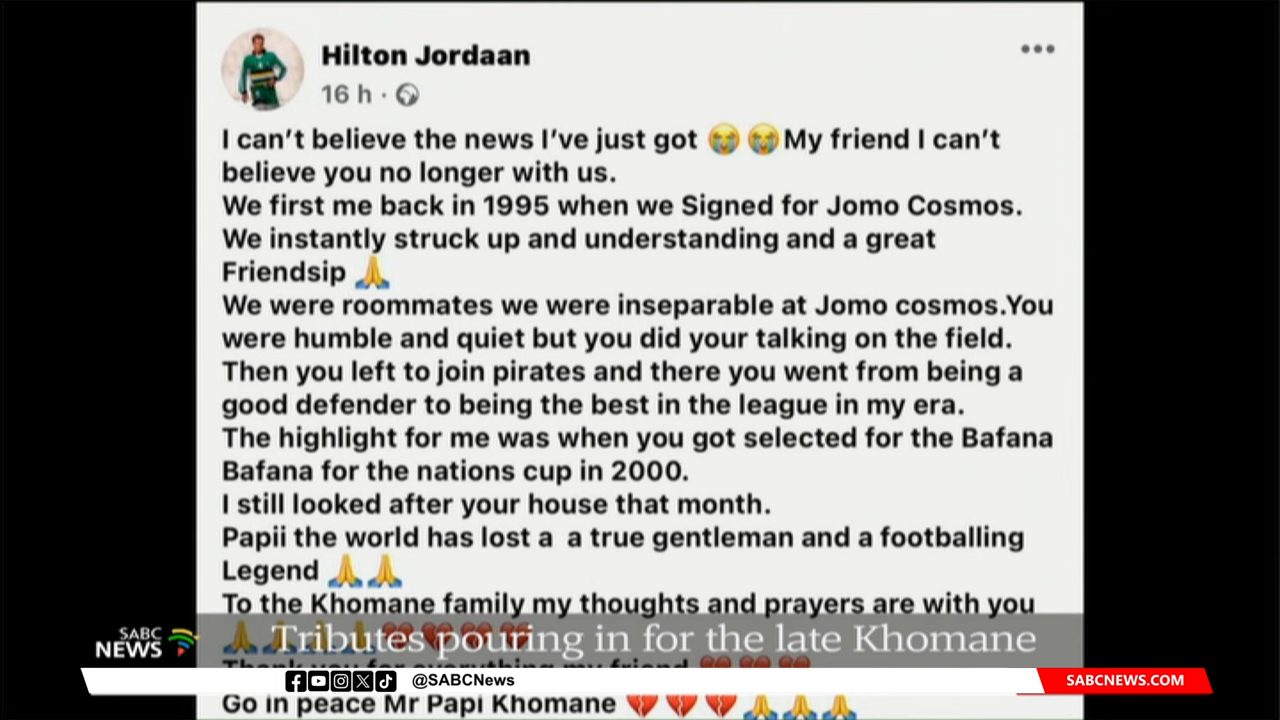 Hilton Jordaan
16 h ·
I can't believe the news I've just got 😭😭My friend I can't
believe you no longer with us.
We first me back in 1995 when we Signed for Jomo Cosmos.
We instantly struck up and understanding and a great
Friendsip 🙏
We were roommates we were inseparable at Jomo cosmos.You
were humble and quiet but you did your talking on the field.
Then you left to join pirates and there you went from being a
good defender to being the best in the league in my era.
The highlight for me was when you got selected for the Bafana
Bafana for the nations cup in 2000.
I still looked after your house that month.
Papii the world has lost a a true gentleman and a footballing
Legend 🙏🙏
To the Khomane family my thoughts and prayers are with you
Tributes pouring in for the late Khomane
SABC
NEWS
Thank you for everything my friend 💔💔💔
@SABCNews
SABCNEWS.COM
Go in peace Mr Papi Khomane 💔💔💔🙏🙏🙏